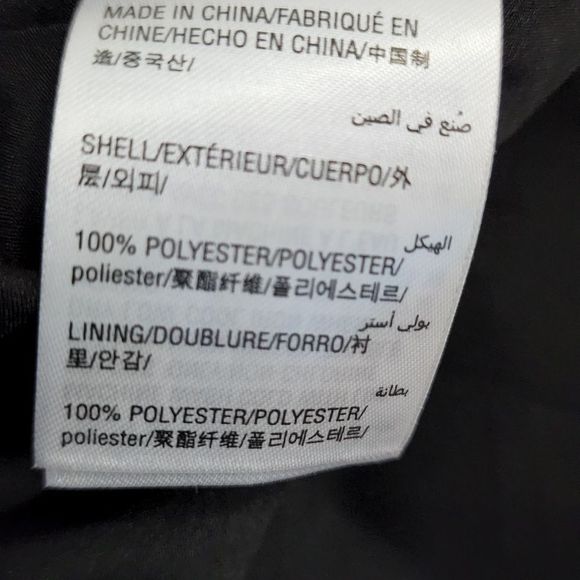 MADE IN CHINA/FABRIQUÉ EN
CHINE/HECHO EN CHINA/中国制
造/중국산/
صُنع في الصين
SHELL/EXTÉRIEUR/CUERPO/外
层/외피/
الهيكل
100% POLYESTER/POLYESTER/
poliester/聚酯纤维/폴리에스테르/
بولي أستر
LINING/DOUBLURE/FORRO/衬
里/안감/
بطانة
100% POLYESTER/POLYESTER/
poliester/聚酯纤维/폴리에스테르/